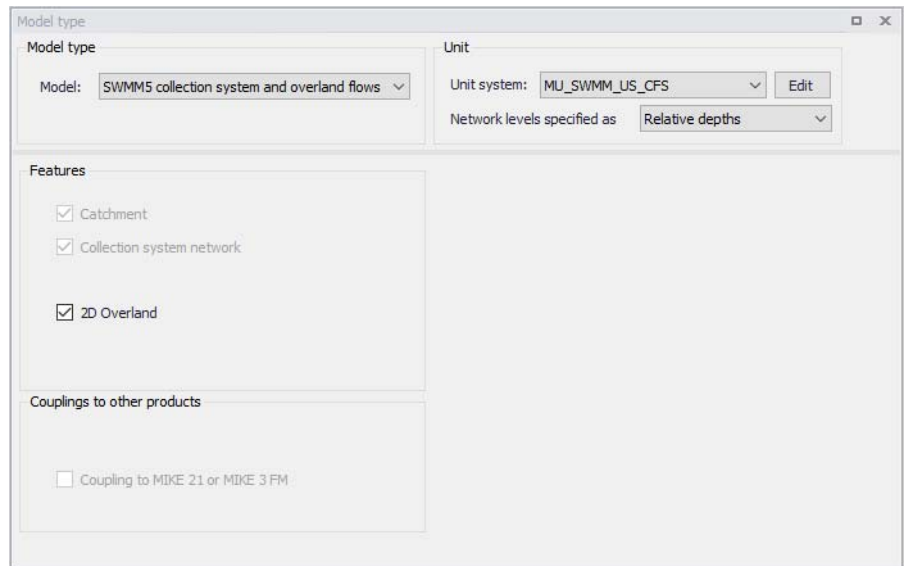 Model type
Model type
Model: SWMM5 collection system and overland flows
Unit
Unit system: MU_SWMM_US_CFS Edit
Network levels specified as Relative depths
Features
Catchment
Collection system network
2D Overland
Couplings to other products
Coupling to MIKE 21 or MIKE 3 FM